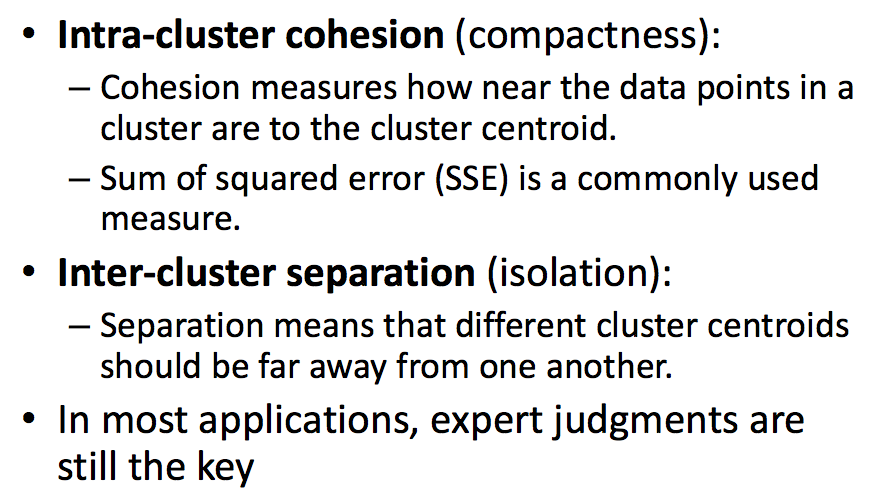 • Intra-cluster cohesion (compactness):
– Cohesion measures how near the data points in a
cluster are to the cluster centroid.
– Sum of squared error (SSE) is a commonly used
measure.
• Inter-cluster separation (isolation):
– Separation means that different cluster centroids
should be far away from one another.
• In most applications, expert judgments are
still the key